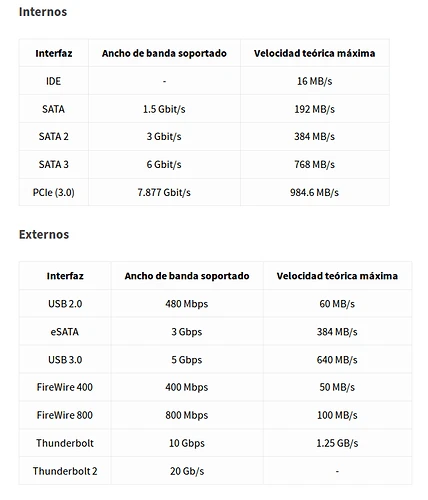 Internos
Interfaz Ancho de banda soportado Velocidad teórica máxima
IDE - 16 MB/s
SATA 1.5 Gbit/s 192 MB/s
SATA 2 3 Gbit/s 384 MB/s
SATA 3 6 Gbit/s 768 MB/s
PCIe (3.0) 7.877 Gbit/s 984.6 MB/s
Externos
Interfaz Ancho de banda soportado Velocidad teórica máxima
USB 2.0 480 Mbps 60 MB/s
eSATA 3 Gbps 384 MB/s
USB 3.0 5 Gbps 640 MB/s
FireWire 400 400 Mbps 50 MB/s
FireWire 800 800 Mbps 100 MB/s
Thunderbolt 10 Gbps 1.25 GB/s
Thunderbolt 2 20 Gb/s -